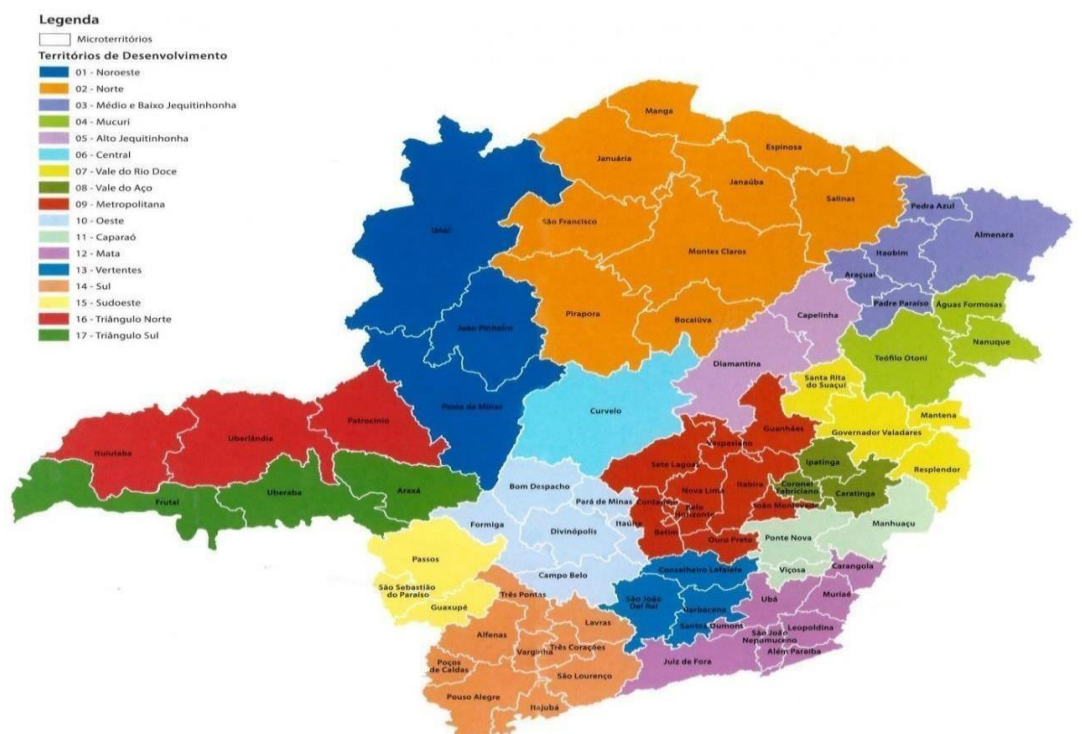 Legenda
Microterritórios
Territórios de Desenvolvimento
01 - Noroeste
02 - Norte
03 - Médio e Baixo Jequitinhonha
04 - Mucuri
05 - Alto Jequitinhonha
06 - Central
07 - Vale do Rio Doce
08 - Vale do Aço
09 - Metropolitana
10 - Oeste
11 - Caparaó
12 - Mata
13 - Vertentes
14 - Sul
15 - Sudoeste
16 - Triângulo Norte
17 - Triângulo Sul
Manga
Espinosa
Januária
Janaúba
Salinas
Pedra Azul
São Francisco
Unaí
Almenara
Montes Claros
Itaobim
Araçuaí
Padre Paraíso
Águas Formosas
Pirapora
Bocaiúva
Capelinha
João Pinheiro
Nanuque
Teófilo Otoni
Diamantina
Santa Rita
do Suaçuí
Patos de Minas
Curvelo
Mantena
Patrocínio
Guanhães
Governador Valadares
Uberlândia
Vespasiano
Ituiutaba
Sete Lagoas
Ipatinga
Resplendor
Bom Despacho
Itabira
Coronel
Fabriciano
Caratinga
Araxá
Uberaba
Frutal
Nova Lima
Pará de Minas
Contagem
João Monlevade
Belo
Horizonte
Formiga
Divinópolis
Itaúna
Betim
Ouro Preto
Ponte Nova
Manhuaçu
Passos
Campo Belo
Conselheiro Lafaiete
Viçosa
Carangola
São Sebastião
do Paraíso
Três Pontas
São João
Del Rai
Barbacena
Ubá
Muriaé
Guaxupé
Lavras
Santos Dumont
Leopoldina
Alfenas
São João
Nepomuceno
Três Corações
Varginha
Além Paraíba
Poços
de Caldas
Juiz de Fora
São Lourenço
Pouso Alegre
Itajubá